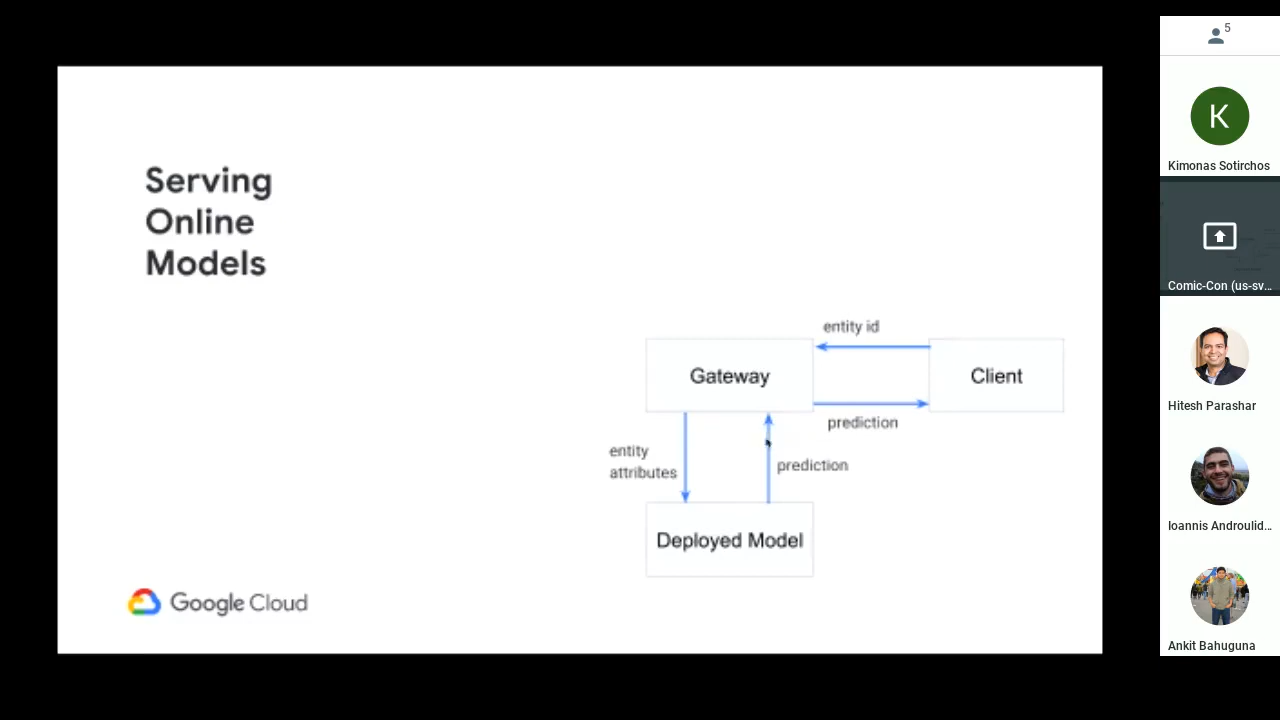 Serving
Online
Models
entity id
Gateway
Client
prediction
entity
attributes
prediction
Deployed Model
Google Cloud
5
K
Kimonas Sotirchos
Comic-Con (us-sv...
Hitesh Parashar
Ioannis Androulid...
Ankit Bahuguna